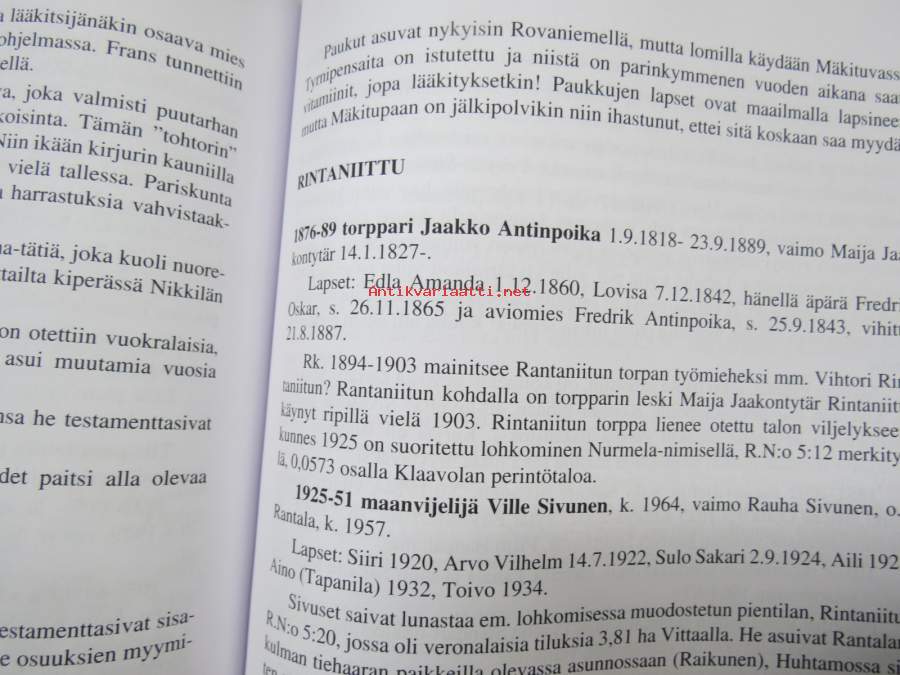 lääkitsijänäkin osaava mies
ohjelmassa. Frans tunnettiin
ellä.
va, joka valmisti puutarhan
koisinta. Tämän ”tohtorin”
Niin ikään kirjurin kauniilla
vielä tallessa. Pariskunta
harrastuksia vahvistaak-
na-tätiä, joka kuoli nuore-
ttailta kiperässä Nikkilän
on otettiin vuokralaisia,
asui muutamia vuosia
nsa he testamenttasivat
det paitsi alla olevaa
estamenttasivat sisa-
e osuuksien myymi-
Paukut asuvat nykyisin Rovaniemellä, mutta lomilla käydään Mäkituvass
Tyrnipensaita on istutettu ja niistä on parinkymmenen vuoden aikana saa
vitamiinit, jopa lääkityksetkin! Paukkujen lapset ovat maailmalla lapsinee
mutta Mäkitupaan on jälkipolvikin niin ihastunut, ettei sitä koskaan saa myydä
RINTANIITTU
1876-89 torppari Jaakko Antinpoika 1.9.1818- 23.9.1889, vaimo Maija Jaa
kontytär 14.1.1827-.
Lapset: Edla Amanda 1.12.1860, Lovisa 7.12.1842, hänellä äpärä Fredri
Antikvariaatti.net
Oskar, s. 26.11.1865 ja aviomies Fredrik Antinpoika, s. 25.9.1843, vihitt
21.8.1887.
Rk. 1894-1903 mainitsee Rantaniitun torpan työmieheksi mm. Vihtori Rin
taniitun? Rantaniitun kohdalla on torpparin leski Maija Jaakontytär Rintaniitt
käynyt ripillä vielä 1903. Rintaniitun torppa lienee otettu talon viljelyksee
kunnes 1925 on suoritettu lohkominen Nurmela-nimisellä, R.N:o 5:12 merkity
lä, 0,0573 osalla Klaavolan perintötaloa.
1925-51 maanvijelijä Ville Sivunen, k. 1964, vaimo Rauha Sivunen, o.
Rantala, k. 1957.
Lapset: Siiri 1920, Arvo Vilhelm 14.7.1922, Sulo Sakari 2.9.1924, Aili 192
Aino (Tapanila) 1932, Toivo 1934.
Sivuset saivat lunastaa em. lohkomisessa muodostetun pientilan, Rintaniitu
R.N:o 5:20, jossa oli veronalaisia tiluksia 3,81 ha Vittaalla. He asuivat Rantalan
kulman tiehaaran paikkeilla olevassa asunnossaan (Raikunen), Huhtamossa si